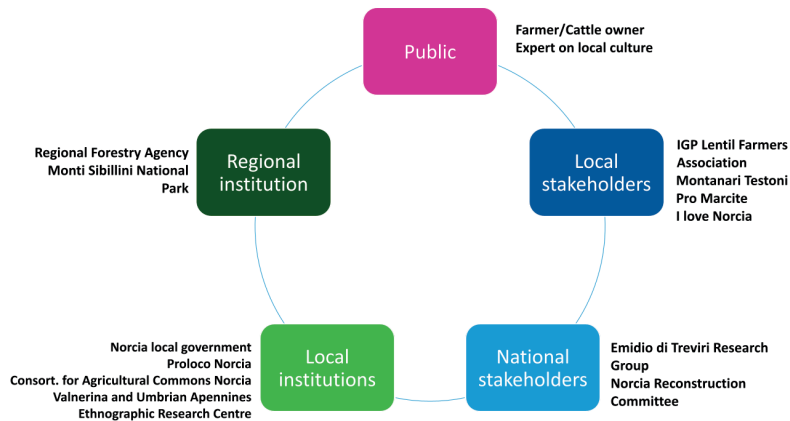 Public
Farmer/Cattle owner
Expert on local culture
Regional Forestry Agency
Monti Sibillini National
Park
Regional
institution
Local
stakeholders
IGP Lentil Farmers
Association
Montanari Testoni
Pro Marcite
I love Norcia
Norcia local government
Proloco Norcia
Consort. for Agricultural Commons Norcia
Valnerina and Umbrian Apennines
Ethnographic Research Centre
Local
institutions
National
stakeholders
Emidio di Treviri Research
Group
Norcia Reconstruction
Committee